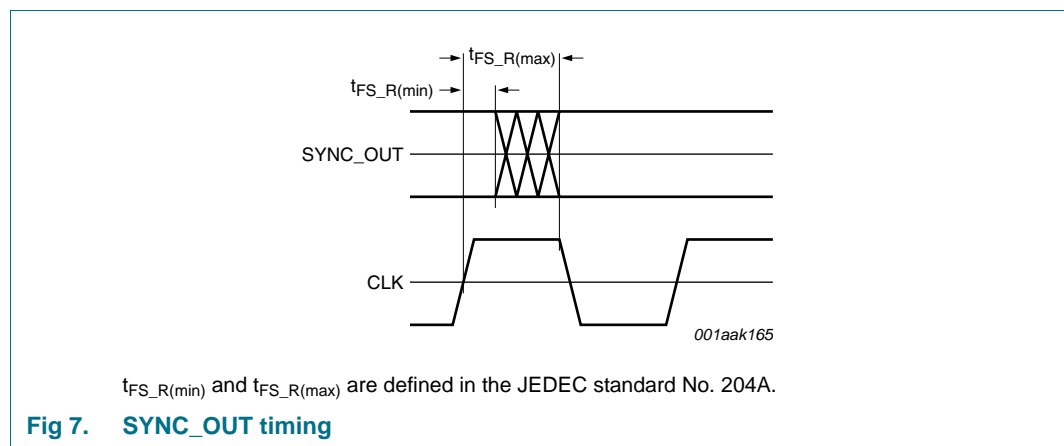 tFS_R(max)
tFS_R(min)
SYNC_OUT
CLK
001aak165
tFS_R(min) and tFS_R(max) are defined in the JEDEC standard No. 204A.
Fig 7. SYNC_OUT timing